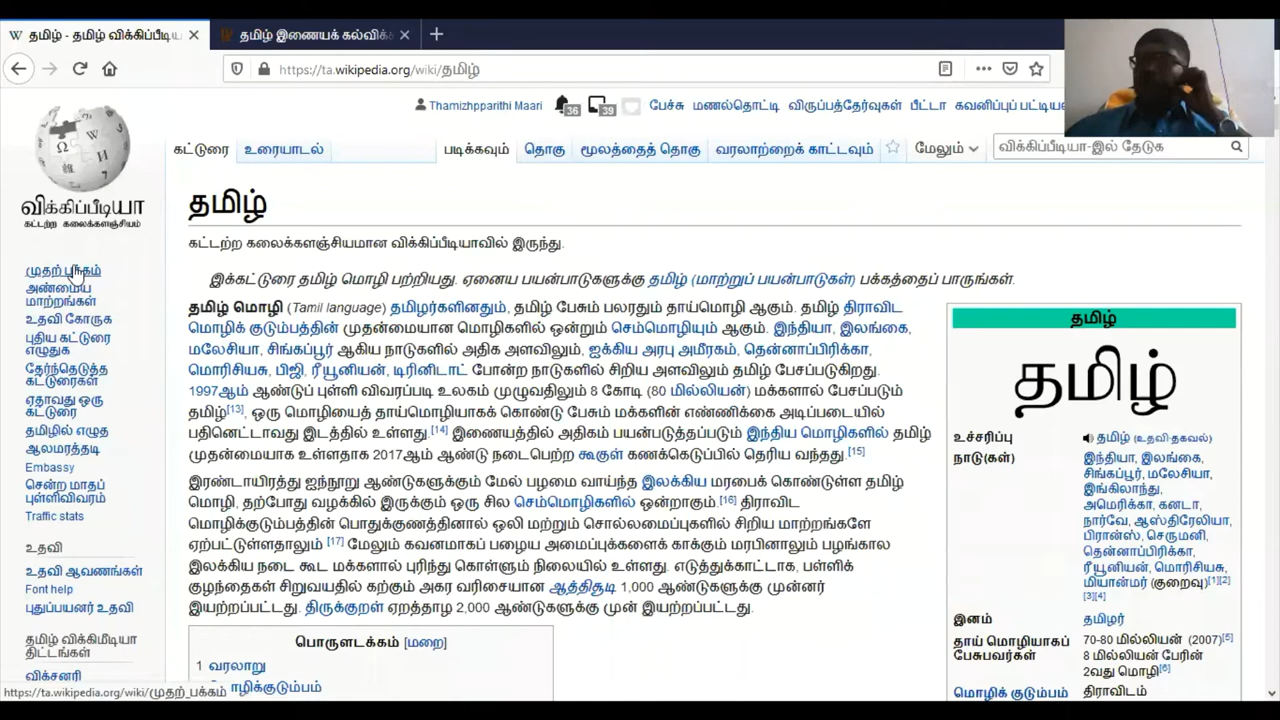 தமிழ் - தமிழ் விக்கிப்பீடியா
தமிழ் இணையக் கல்விக்
https://ta.wikipedia.org/wiki/தமிழ்
Thamizhpparithi Maari 36 39 பேச்சு மணல்தொட்டி விருப்பத்தேர்வுகள் பீட்டா கவனிப்புப் பட்டிய
கட்டுரை உரையாடல் படிக்கவும் தொகு மூலத்தைத் தொகு வரலாற்றைக் காட்டவும் மேலும் விக்கிப்பீடியா-இல் தேடுக
விக்கிப்பீடியா
கட்டற்ற கலைக்களஞ்சியம்
முதற் பக்கம்
அண்மைய
மாற்றங்கள்
உதவி கோருக
புதிய கட்டுரை
எழுதுக
தேர்ந்தெடுத்த
கட்டுரைகள்
ஏதாவது ஒரு
கட்டுரை
தமிழில் எழுத
ஆலமரத்தடி
Embassy
சென்ற மாதப்
புள்ளிவிவரம்
Traffic stats
உதவி
உதவி ஆவணங்கள்
Font help
புதுப்பயனர் உதவி
தமிழ் விக்கிமீடியா
திட்டங்கள்
விக்சனரி
தமிழ்
கட்டற்ற கலைக்களஞ்சியமான விக்கிப்பீடியாவில் இருந்து.
இக்கட்டுரை தமிழ் மொழி பற்றியது. ஏனைய பயன்பாடுகளுக்கு தமிழ் (மாற்றுப் பயன்பாடுகள்) பக்கத்தைப் பாருங்கள்.
தமிழ் மொழி (Tamil language) தமிழர்களினதும், தமிழ் பேசும் பலரதும் தாய்மொழி ஆகும். தமிழ் திராவிட
மொழிக் குடும்பத்தின் முதன்மையான மொழிகளில் ஒன்றும் செம்மொழியும் ஆகும். இந்தியா, இலங்கை,
மலேசியா, சிங்கப்பூர் ஆகிய நாடுகளில் அதிக அளவிலும், ஐக்கிய அரபு அமீரகம், தென்னாப்பிரிக்கா,
மொரிசியசு, பிஜி, ரீயூனியன், டிரினிடாட் போன்ற நாடுகளில் சிறிய அளவிலும் தமிழ் பேசப்படுகிறது.
1997ஆம் ஆண்டுப் புள்ளி விவரப்படி உலகம் முழுவதிலும் 8 கோடி (80 மில்லியன்) மக்களால் பேசப்படும்
தமிழ்[13], ஒரு மொழியைத் தாய்மொழியாகக் கொண்டு பேசும் மக்களின் எண்ணிக்கை அடிப்படையில்
பதினெட்டாவது இடத்தில் உள்ளது.[14] இணையத்தில் அதிகம் பயன்படுத்தப்படும் இந்திய மொழிகளில் தமிழ்
முதன்மையாக உள்ளதாக 2017ஆம் ஆண்டு நடைபெற்ற கூகுள் கணக்கெடுப்பில் தெரிய வந்தது.[15]
இரண்டாயிரத்து ஐந்நூறு ஆண்டுகளுக்கும் மேல் பழமை வாய்ந்த இலக்கிய மரபைக் கொண்டுள்ள தமிழ்
மொழி, தற்போது வழக்கில் இருக்கும் ஒரு சில செம்மொழிகளில் ஒன்றாகும்.[16] திராவிட
மொழிக்குடும்பத்தின் பொதுக்குணத்தினால் ஒலி மற்றும் சொல்லமைப்புகளில் சிறிய மாற்றங்களே
ஏற்பட்டுள்ளதாலும் [17] மேலும் கவனமாகப் பழைய அமைப்புக்களைக் காக்கும் மரபினாலும் பழங்கால
இலக்கிய நடை கூட மக்களால் புரிந்து கொள்ளும் நிலையில் உள்ளது. எடுத்துக்காட்டாக, பள்ளிக்
குழந்தைகள் சிறுவயதில் கற்கும் அகர வரிசையான ஆத்திசூடி 1,000 ஆண்டுகளுக்கு முன்னர்
இயற்றப்பட்டது. திருக்குறள் ஏறத்தாழ 2,000 ஆண்டுகளுக்கு முன் இயற்றப்பட்டது.
பொருளடக்கம் [மறை]
1 வரலாறு
மொழிக்குடும்பம்
தமிழ்
தமிழ்
உச்சரிப்பு தமிழ் (உதவி·தகவல்)
நாடு(கள்) இந்தியா, இலங்கை,
சிங்கப்பூர், மலேசியா,
இங்கிலாந்து,
அமெரிக்கா, கனடா,
நார்வே, ஆஸ்திரேலியா,
பிரான்ஸ், செருமனி,
தென்னாப்பிரிக்கா,
ரீயூனியன், மொரிசியசு,
மியான்மர் (குறைவு)[1][2]
[3][4]
இனம் தமிழர்
தாய் மொழியாகப் 70-80 மில்லியன் (2007)[5]
பேசுபவர்கள் 8 மில்லியன் பேரின்
2வது மொழி[6]
மொழிக் குடும்பம் திராவிடம்
https://ta.wikipedia.org/wiki/முதற்_பக்கம்